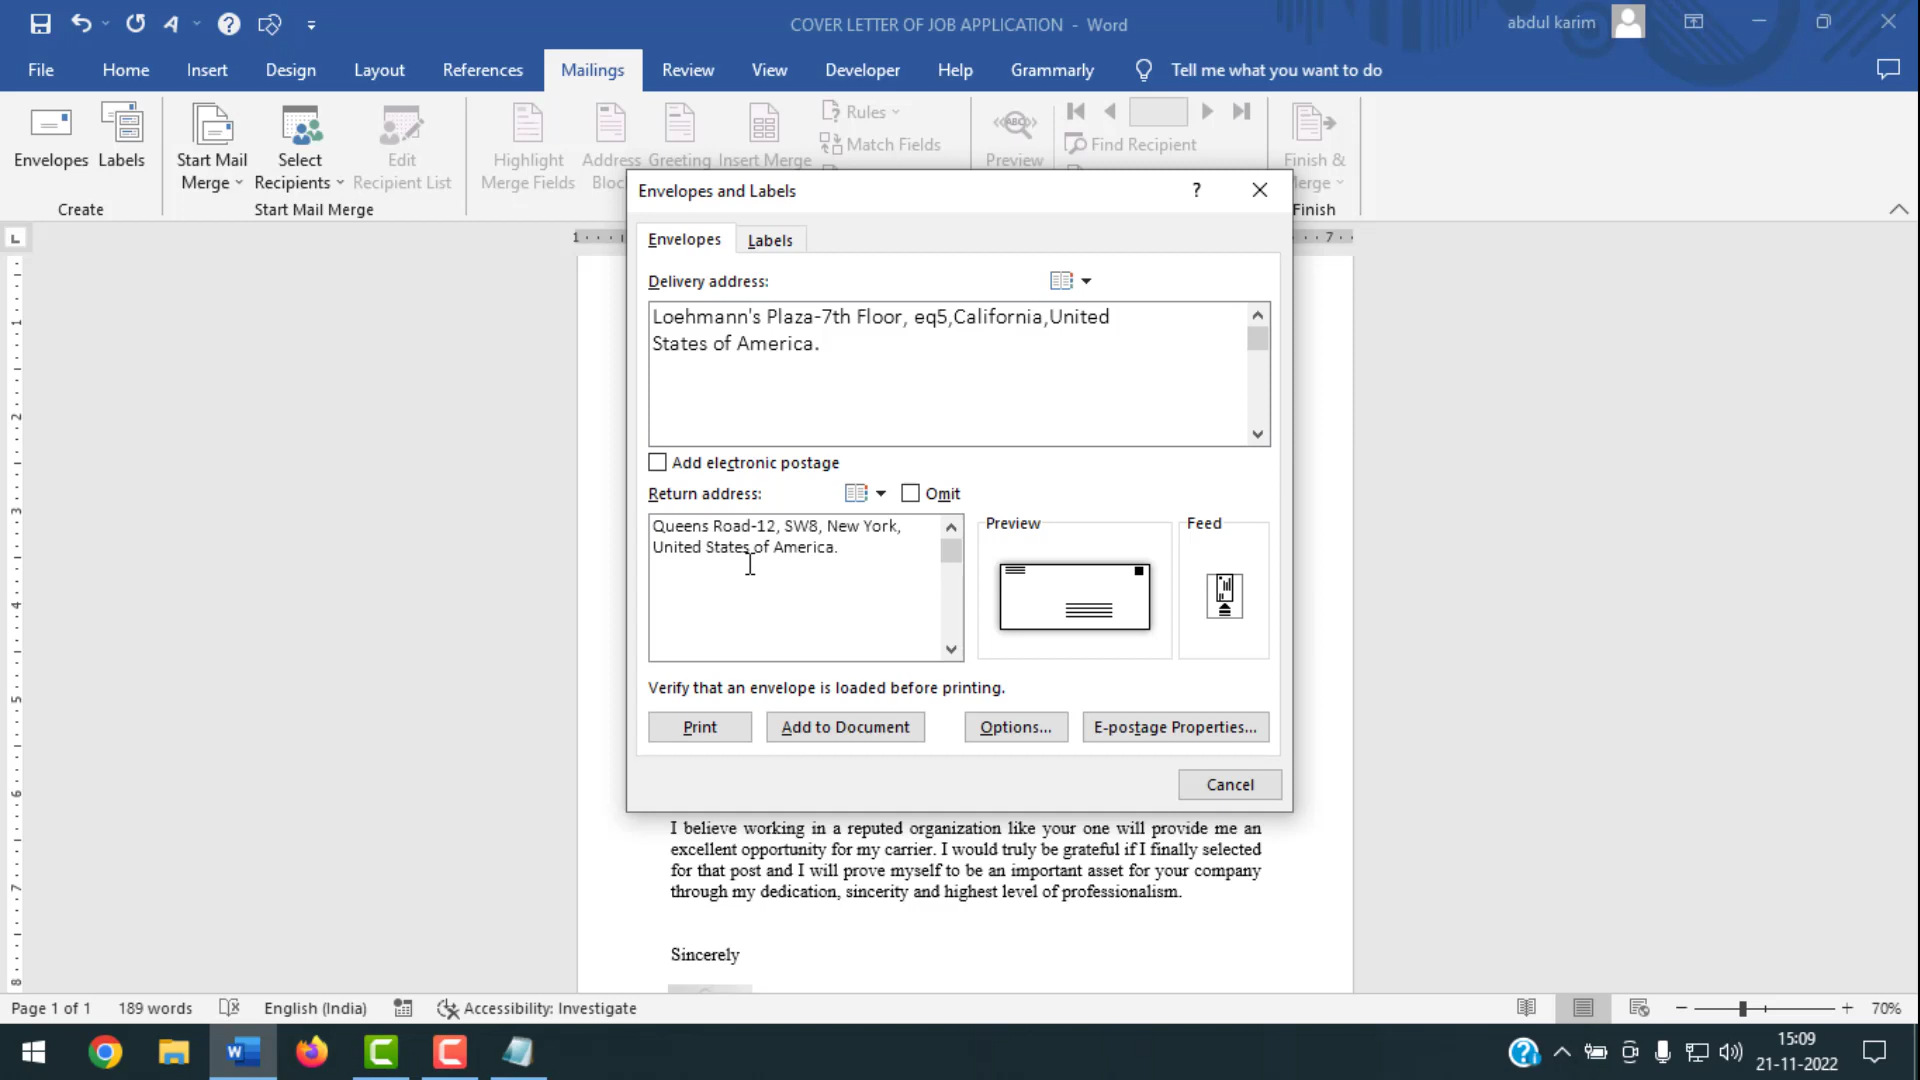 COVER LETTER OF JOB APPLICATION - Word
abdul karim
File Home Insert Design Layout References Mailings Review View Developer Help Grammarly Tell me what you want to do
Envelopes Labels
Create
Start Mail Merge
Select Recipients
Edit Recipient List
Start Mail Merge
Highlight Merge Fields
Address
Greeting
Insert Merge
Rules
Match Fields
ABC
Preview
Find Recipient
Finish &
Finish
Envelopes and Labels
?
Envelopes Labels
Delivery address:
Loehmann's Plaza-7th Floor, eq5,California,United
States of America.
Add electronic postage
Return address:
Omit
Queens Road-12, SW8, New York,
United States of America.
Preview
Feed
Verify that an envelope is loaded before printing.
Print
Add to Document
Options...
E-postage Properties...
Cancel
I believe working in a reputed organization like your one will provide me an
excellent opportunity for my carrier. I would truly be grateful if I finally selected
for that post and I will prove myself to be an important asset for your company
through my dedication, sincerity and highest level of professionalism.
Sincerely
Page 1 of 1 189 words English (India) Accessibility: Investigate 70%
15:09
21-11-2022